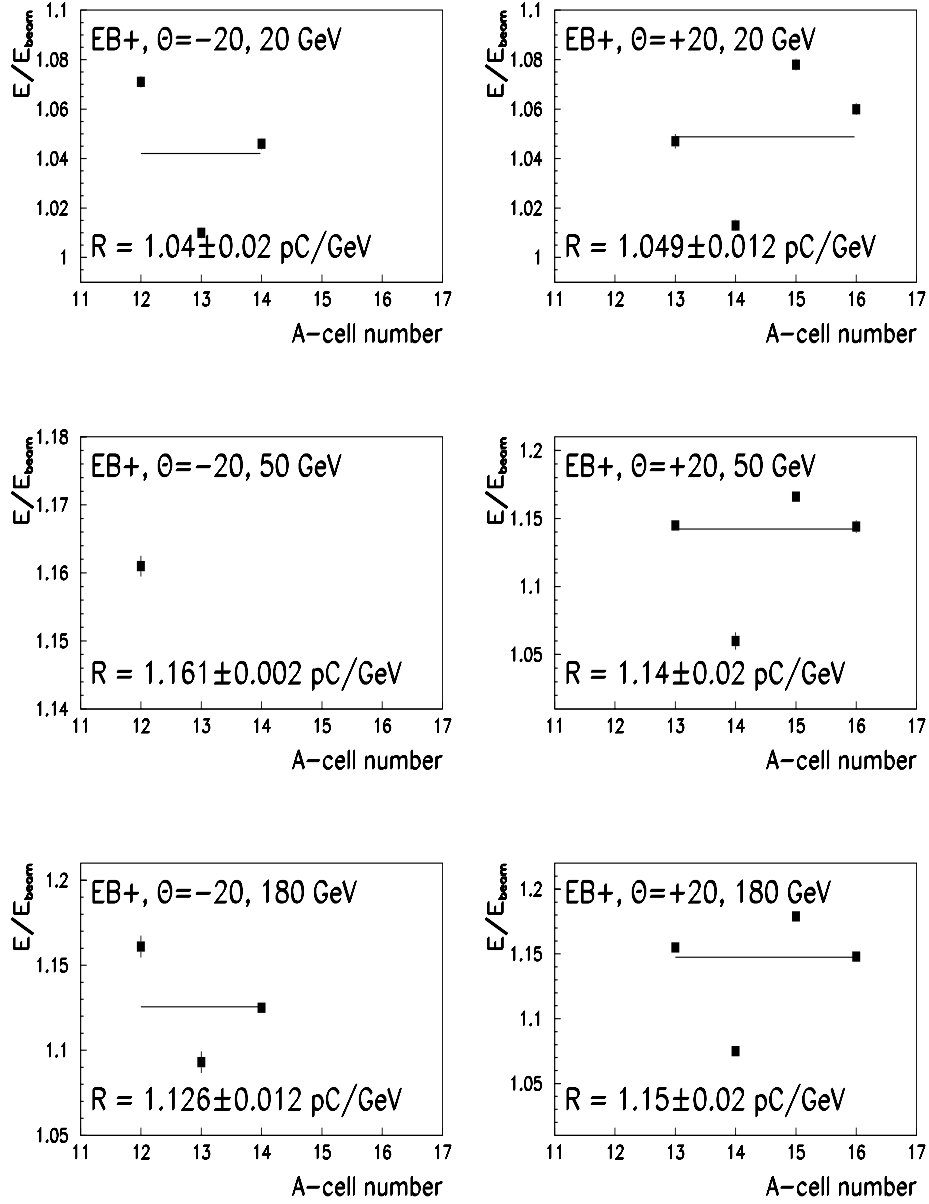 E/Ebeam
1.1
1.08
1.06
1.04
1.02
1
EB+, Θ=−20, 20 GeV
R = 1.04±0.02 pC/GeV
11 12 13 14 15 16 17
A−cell number
E/Ebeam
1.1
1.08
1.06
1.04
1.02
1
EB+, Θ=+20, 20 GeV
R = 1.049±0.012 pC/GeV
11 12 13 14 15 16 17
A−cell number
E/Ebeam
1.18
1.17
1.16
1.15
1.14
EB+, Θ=−20, 50 GeV
R = 1.161±0.002 pC/GeV
11 12 13 14 15 16 17
A−cell number
E/Ebeam
1.2
1.15
1.1
1.05
EB+, Θ=+20, 50 GeV
R = 1.14±0.02 pC/GeV
11 12 13 14 15 16 17
A−cell number
E/Ebeam
1.2
1.15
1.1
1.05
EB+, Θ=−20, 180 GeV
R = 1.126±0.012 pC/GeV
11 12 13 14 15 16 17
A−cell number
E/Ebeam
1.2
1.15
1.1
1.05
EB+, Θ=+20, 180 GeV
R = 1.15±0.02 pC/GeV
11 12 13 14 15 16 17
A−cell number